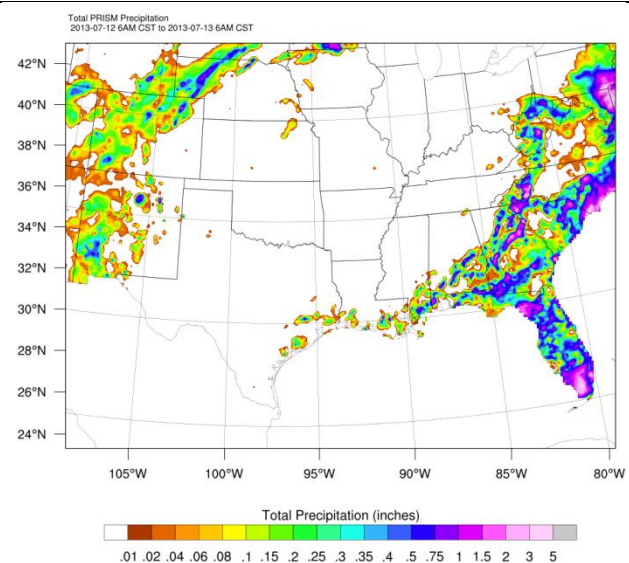 Total PRISM Precipitation
2013-07-12 6AM CST to 2013-07-13 6AM CST
42°N
40°N
38°N
36°N
34°N
32°N
30°N
28°N
26°N
24°N
105°W 100°W 95°W 90°W 85°W 80°W
Total Precipitation (inches)
.01 .02 .04 .06 .08 .1 .15 .2 .25 .3 .35 .4 .5 .75 1 1.5 2 3 5